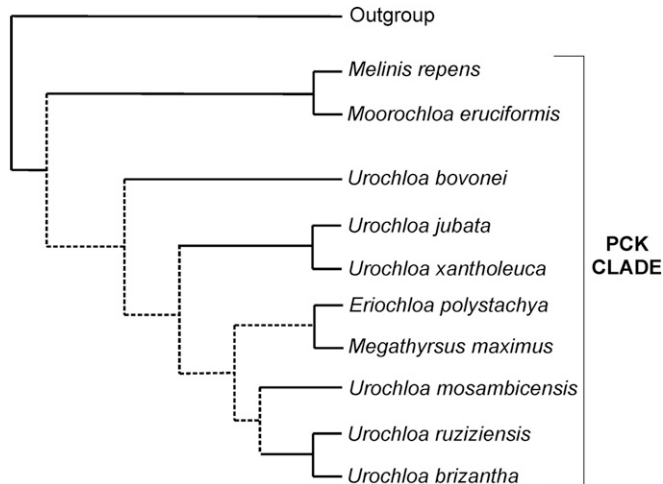 Outgroup
Melinis repens
Moorochloa eruciformis
Urochloa bovonei
Urochloa jubata
Urochloa xantholeuca
Eriochloa polystachya
Megathyrsus maximus
Urochloa mosambicensis
Urochloa ruziziensis
Urochloa brizantha
PCK
CLADE